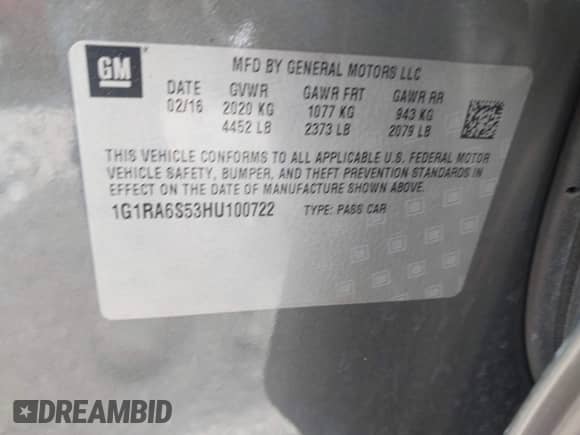 GM
MFD BY GENERAL MOTORS LLC
DATE GVWR GAWR FRT GAWR RR
02/16 2020 KG 1077 KG 943 KG
4452 LB 2373 LB 2079 LB
THIS VEHICLE CONFORMS TO ALL APPLICABLE U.S. FEDERAL MOTOR
VEHICLE SAFETY, BUMPER, AND THEFT PREVENTION STANDARDS IN
EFFECT ON THE DATE OF MANUFACTURE SHOWN ABOVE.
1G1RA6S53HU100722 TYPE: PASS CAR
DREAMBID